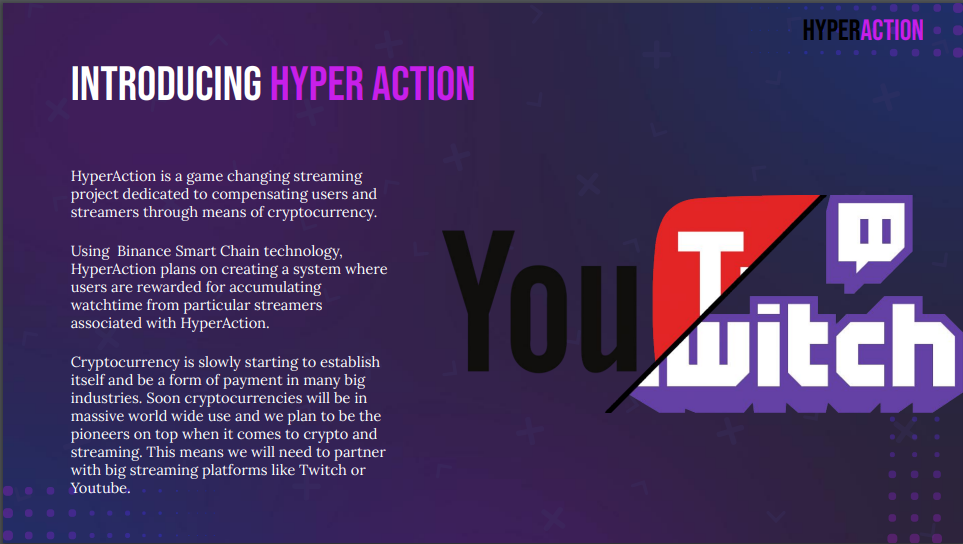 HYPERACTION
INTRODUCING HYPER ACTION
HyperAction is a game changing streaming
project dedicated to compensating users and
streamers through means of cryptocurrency.
Using  Binance Smart Chain technology,
HyperAction plans on creating a system where
users are rewarded for accumulating
watchtime from particular streamers
associated with HyperAction.
Cryptocurrency is slowly starting to establish
itself and be a form of payment in many big
industries. Soon cryptocurrencies will be in
massive world wide use and we plan to be the
pioneers on top when it comes to crypto and
streaming. This means we will need to partner
with big streaming platforms like Twitch or
Youtube.
You T
Twitch